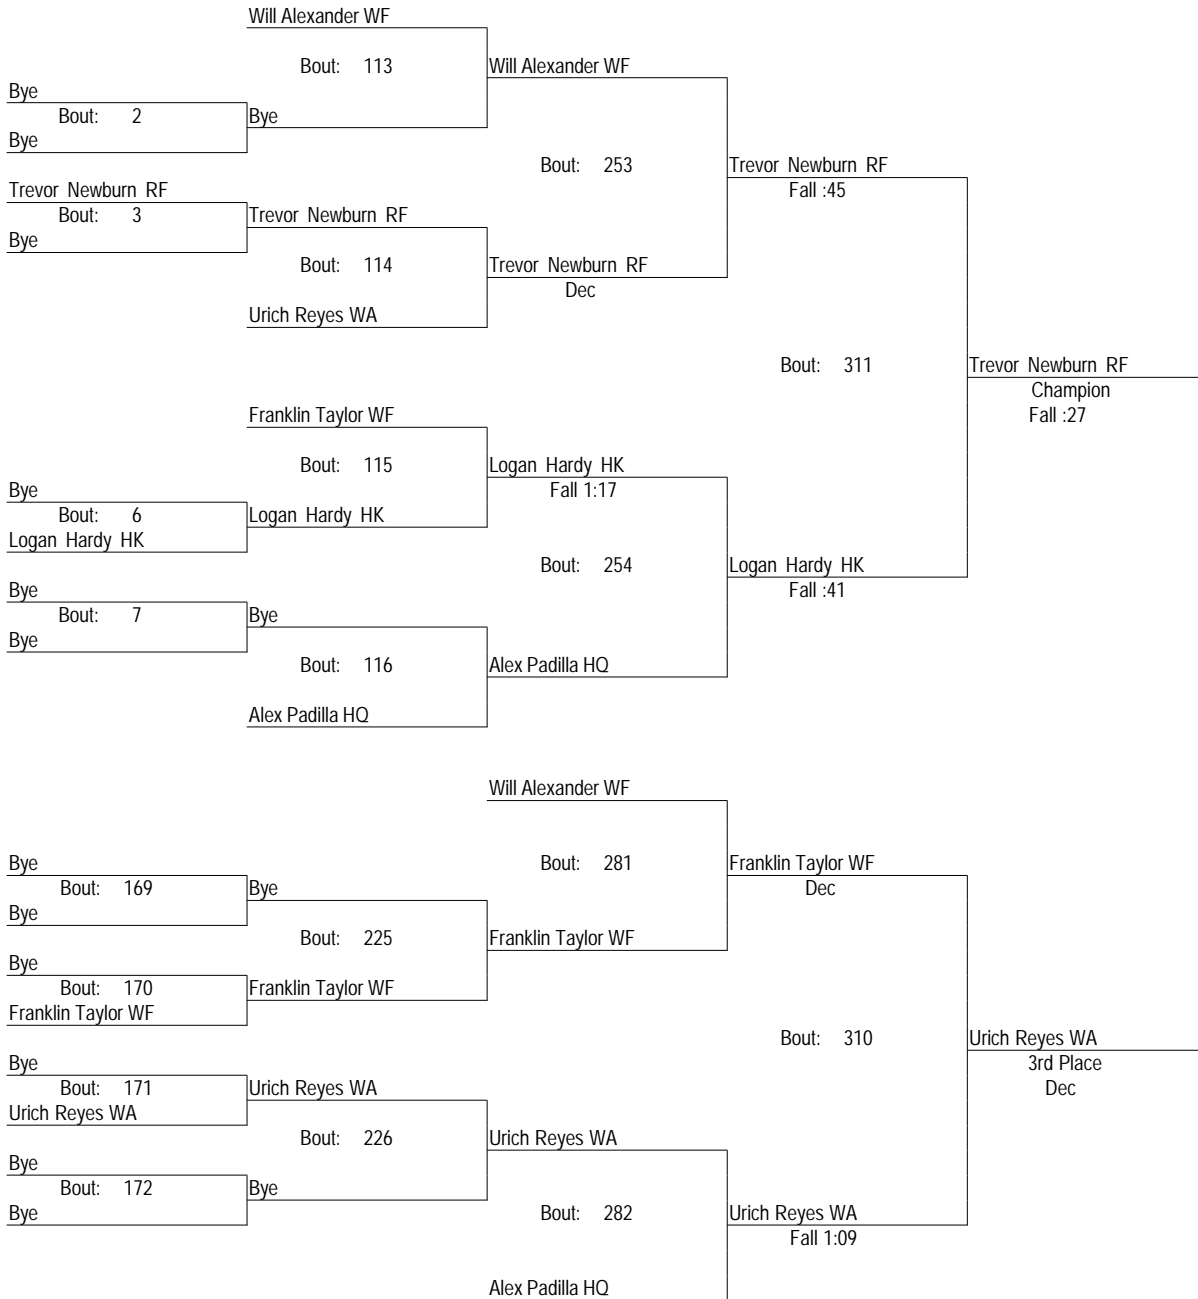 Will Alexander WF
Bout: 113
Will Alexander WF
Bye
Bout: 2
Bye
Bye
Bout: 253
Trevor Newburn RF
Fall :45
Trevor Newburn RF
Bout: 3
Trevor Newburn RF
Bye
Bout: 114
Trevor Newburn RF
Dec
Urich Reyes WA
Bout: 311
Trevor Newburn RF
Champion
Fall :27
Franklin Taylor WF
Bout: 115
Logan Hardy HK
Fall 1:17
Bye
Bout: 6
Logan Hardy HK
Logan Hardy HK
Bout: 254
Logan Hardy HK
Fall :41
Bye
Bout: 7
Bye
Bye
Bout: 116
Alex Padilla HQ
Alex Padilla HQ
Will Alexander WF
Bout: 281
Franklin Taylor WF
Dec
Bye
Bout: 169
Bye
Bye
Bout: 225
Franklin Taylor WF
Bye
Bout: 170
Franklin Taylor WF
Franklin Taylor WF
Bout: 310
Urich Reyes WA
3rd Place
Dec
Bye
Bout: 171
Urich Reyes WA
Urich Reyes WA
Bout: 226
Urich Reyes WA
Bye
Bout: 172
Bye
Bye
Bout: 282
Urich Reyes WA
Fall 1:09
Alex Padilla HQ